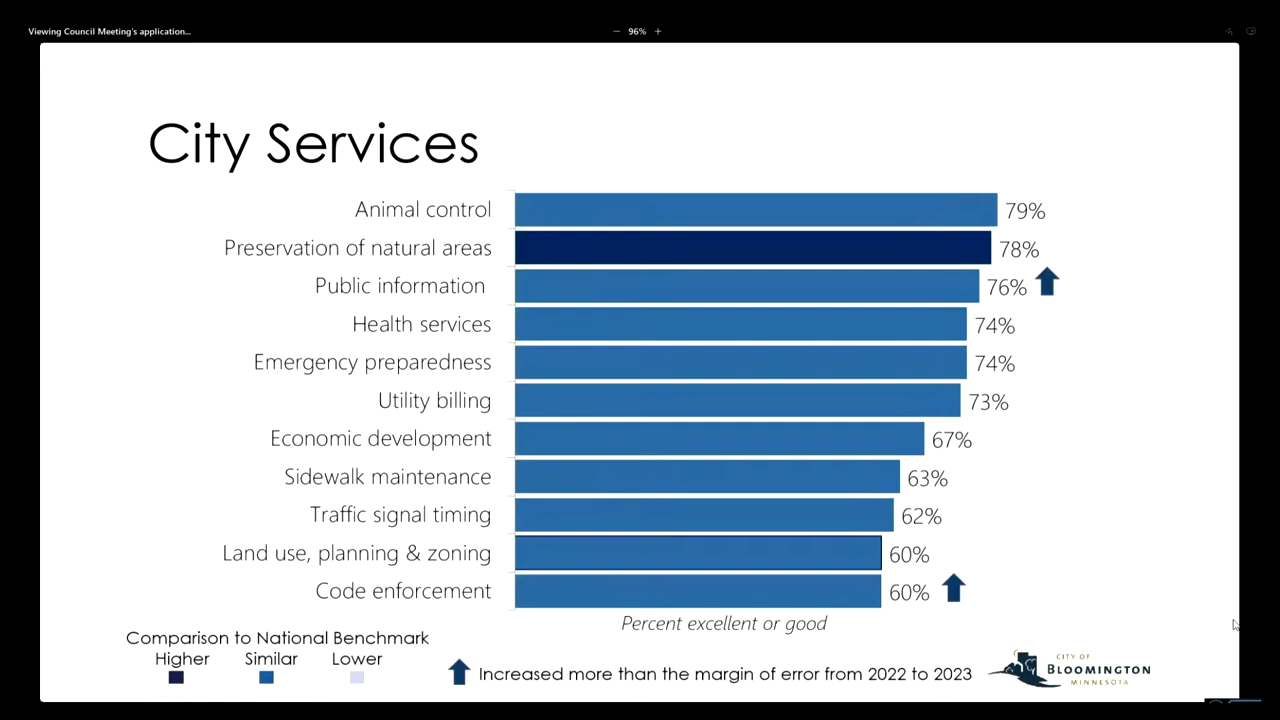 Viewing Council Meeting's application...
− 96% +
City Services
Animal control 79%
Preservation of natural areas 78%
Public information 76%
Health services 74%
Emergency preparedness 74%
Utility billing 73%
Economic development 67%
Sidewalk maintenance 63%
Traffic signal timing 62%
Land use, planning & zoning 60%
Code enforcement 60%
Percent excellent or good
Comparison to National Benchmark
Higher Similar Lower
Increased more than the margin of error from 2022 to 2023
CITY OF
BLOOMINGTON
MINNESOTA